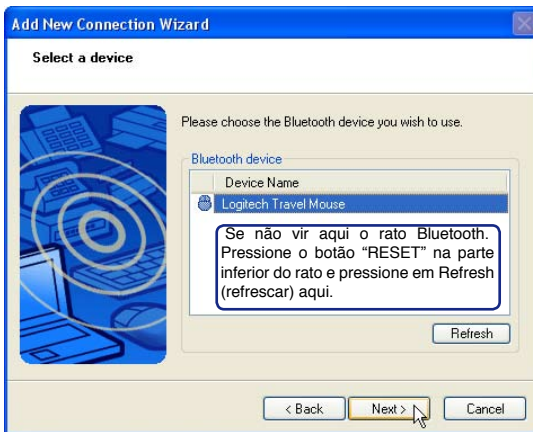 Add New Connection Wizard
Select a device
Please choose the Bluetooth device you wish to use.
Bluetooth device
Device Name
Logitech Travel Mouse
Se não vir aqui o rato Bluetooth.
Pressione o botão “RESET” na parte
inferior do rato e pressione em Refresh
(refrescar) aqui.
Refresh
< Back
Next >
Cancel